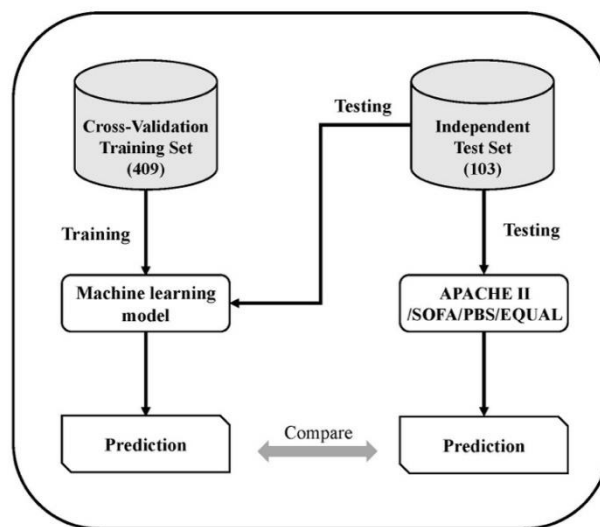 Cross-Validation
Training Set
(409)
Testing
Independent
Test Set
(103)
Training
Testing
Machine learning
model
APACHE II
/SOFA/PBS/EQUAL
Prediction
Compare
Prediction